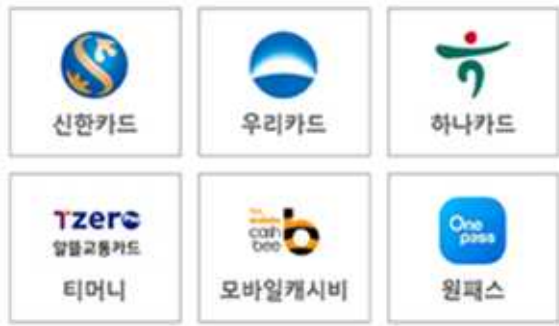 신한카드
우리카드
하나카드
Tzero
알뜰교통카드
티머니
mobile
cash
bee
b
모바일캐시비
One
pass
원패스